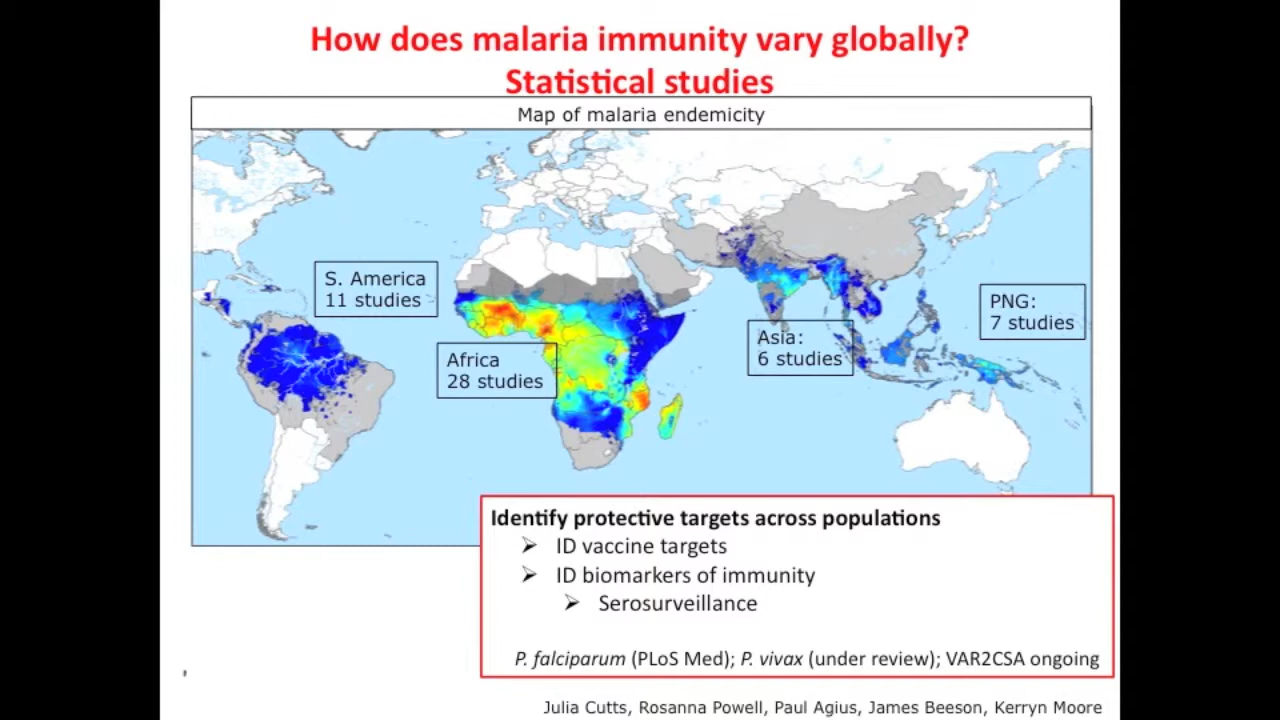 How does malaria immunity vary globally?
Statistical studies
Map of malaria endemicity
S. America
11 studies
PNG:
7 studies
Asia:
6 studies
Africa
28 studies
Identify protective targets across populations
➢ ID vaccine targets
➢ ID biomarkers of immunity
➢ Serosurveillance
P. falciparum (PLoS Med); P. vivax (under review); VAR2CSA ongoing
,
Julia Cutts, Rosanna Powell, Paul Agius, James Beeson, Kerryn Moore